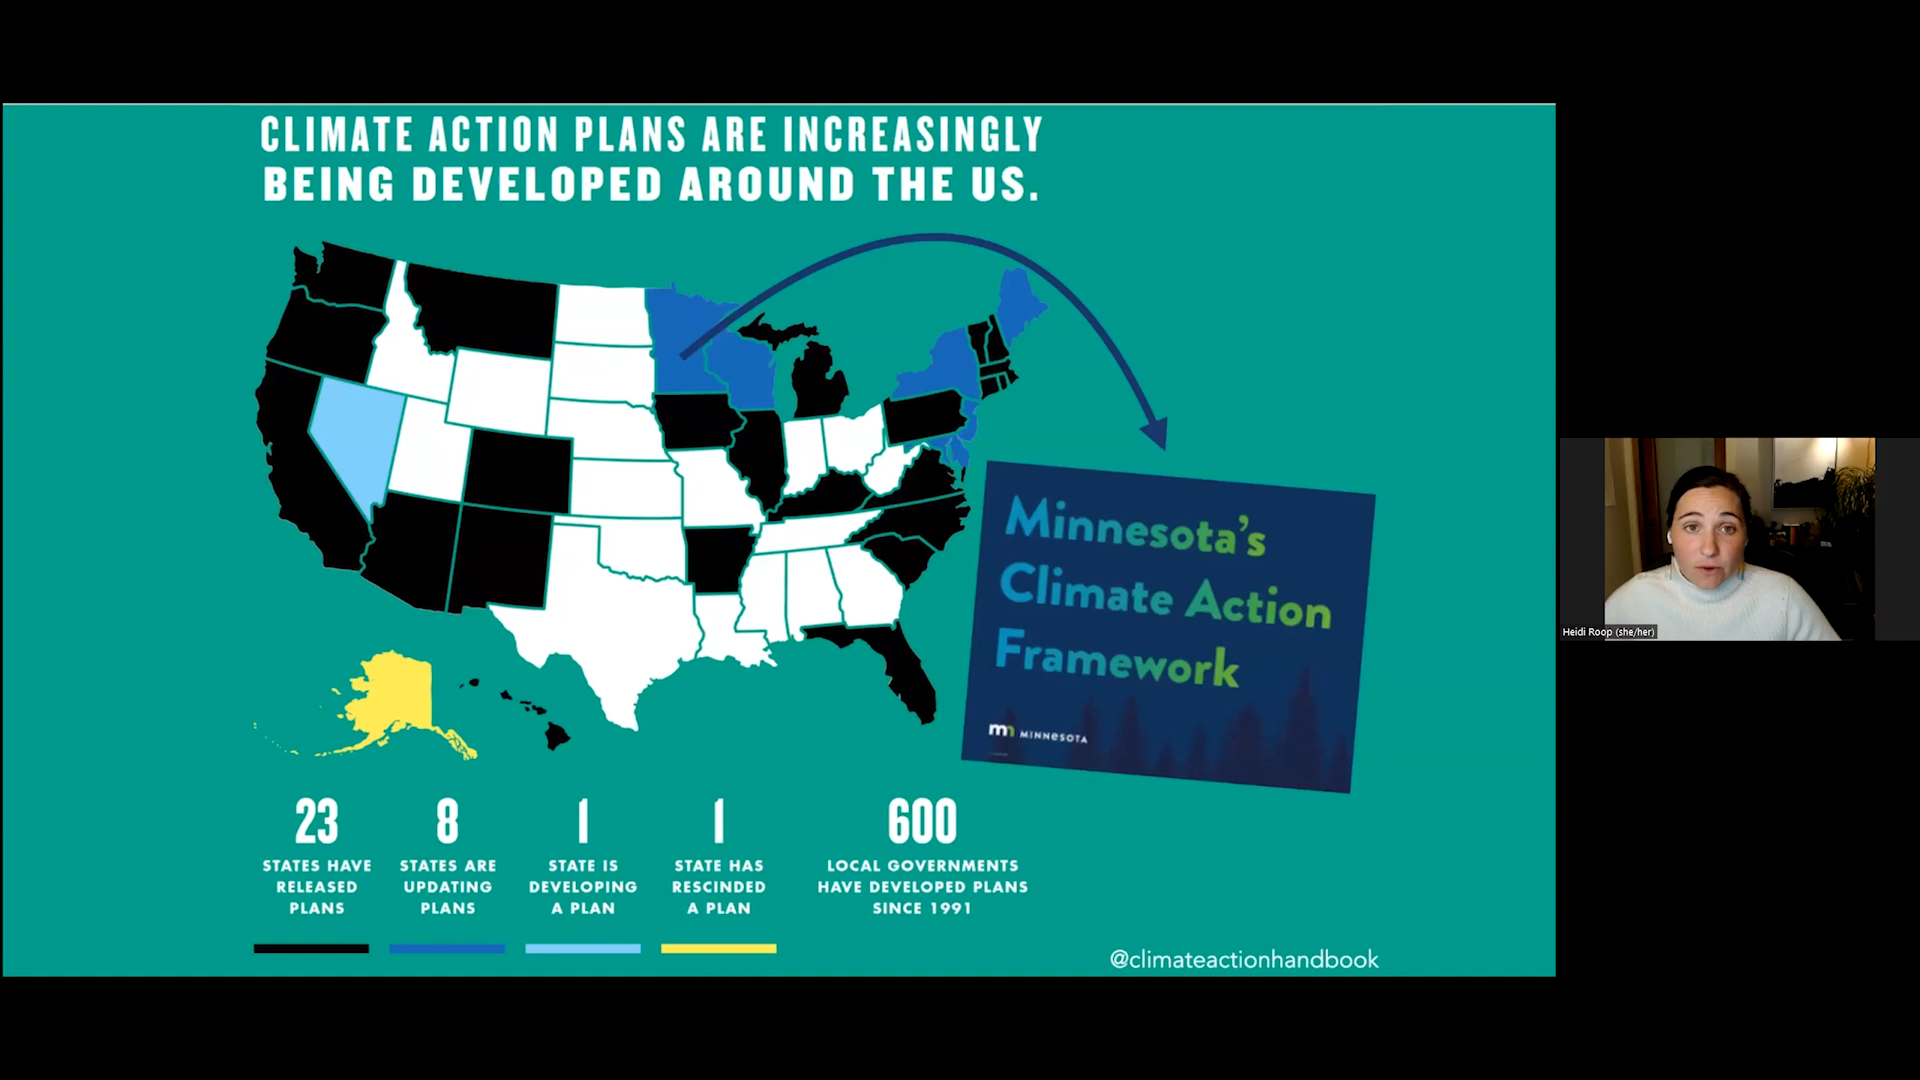 CLIMATE ACTION PLANS ARE INCREASINGLY
BEING DEVELOPED AROUND THE US.
Minnesota's
Climate Action
Framework
mn MINNESOTA
23
STATES HAVE
RELEASED
PLANS
8
STATES ARE
UPDATING
PLANS
1
STATE IS
DEVELOPING
A PLAN
1
STATE HAS
RESCINDED
A PLAN
600
LOCAL GOVERNMENTS
HAVE DEVELOPED PLANS
SINCE 1991
@climateactionhandbook
Heidi Roop (she/her)